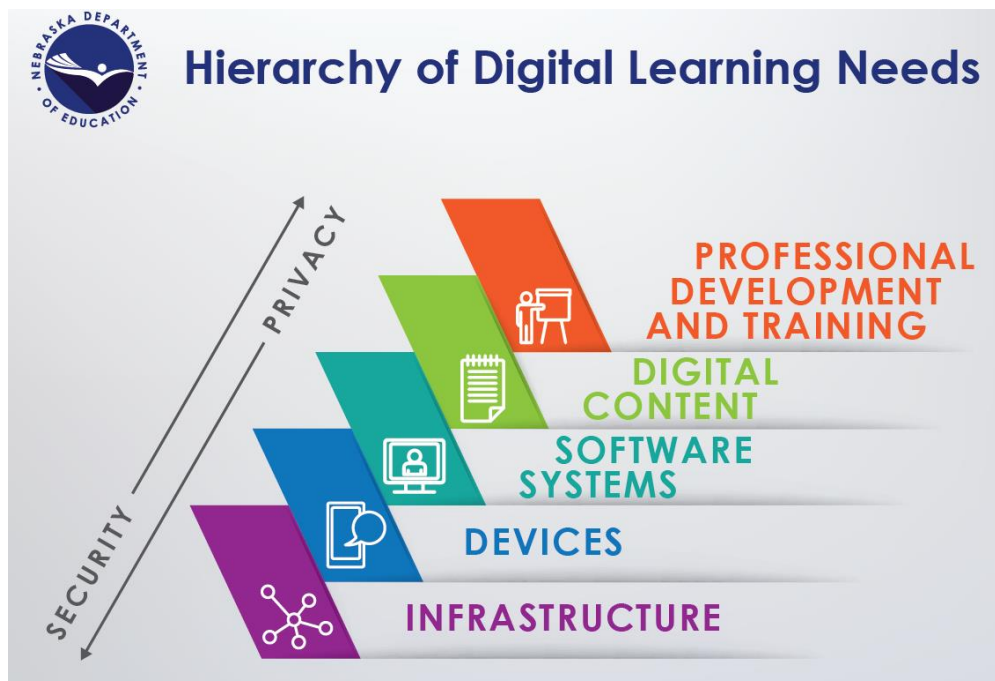 NEBRASKA DEPARTMENT
• OF EDUCATION •
Hierarchy of Digital Learning Needs
PRIVACY
SECURITY
PROFESSIONAL
DEVELOPMENT
AND TRAINING
DIGITAL
CONTENT
SOFTWARE
SYSTEMS
DEVICES
INFRASTRUCTURE